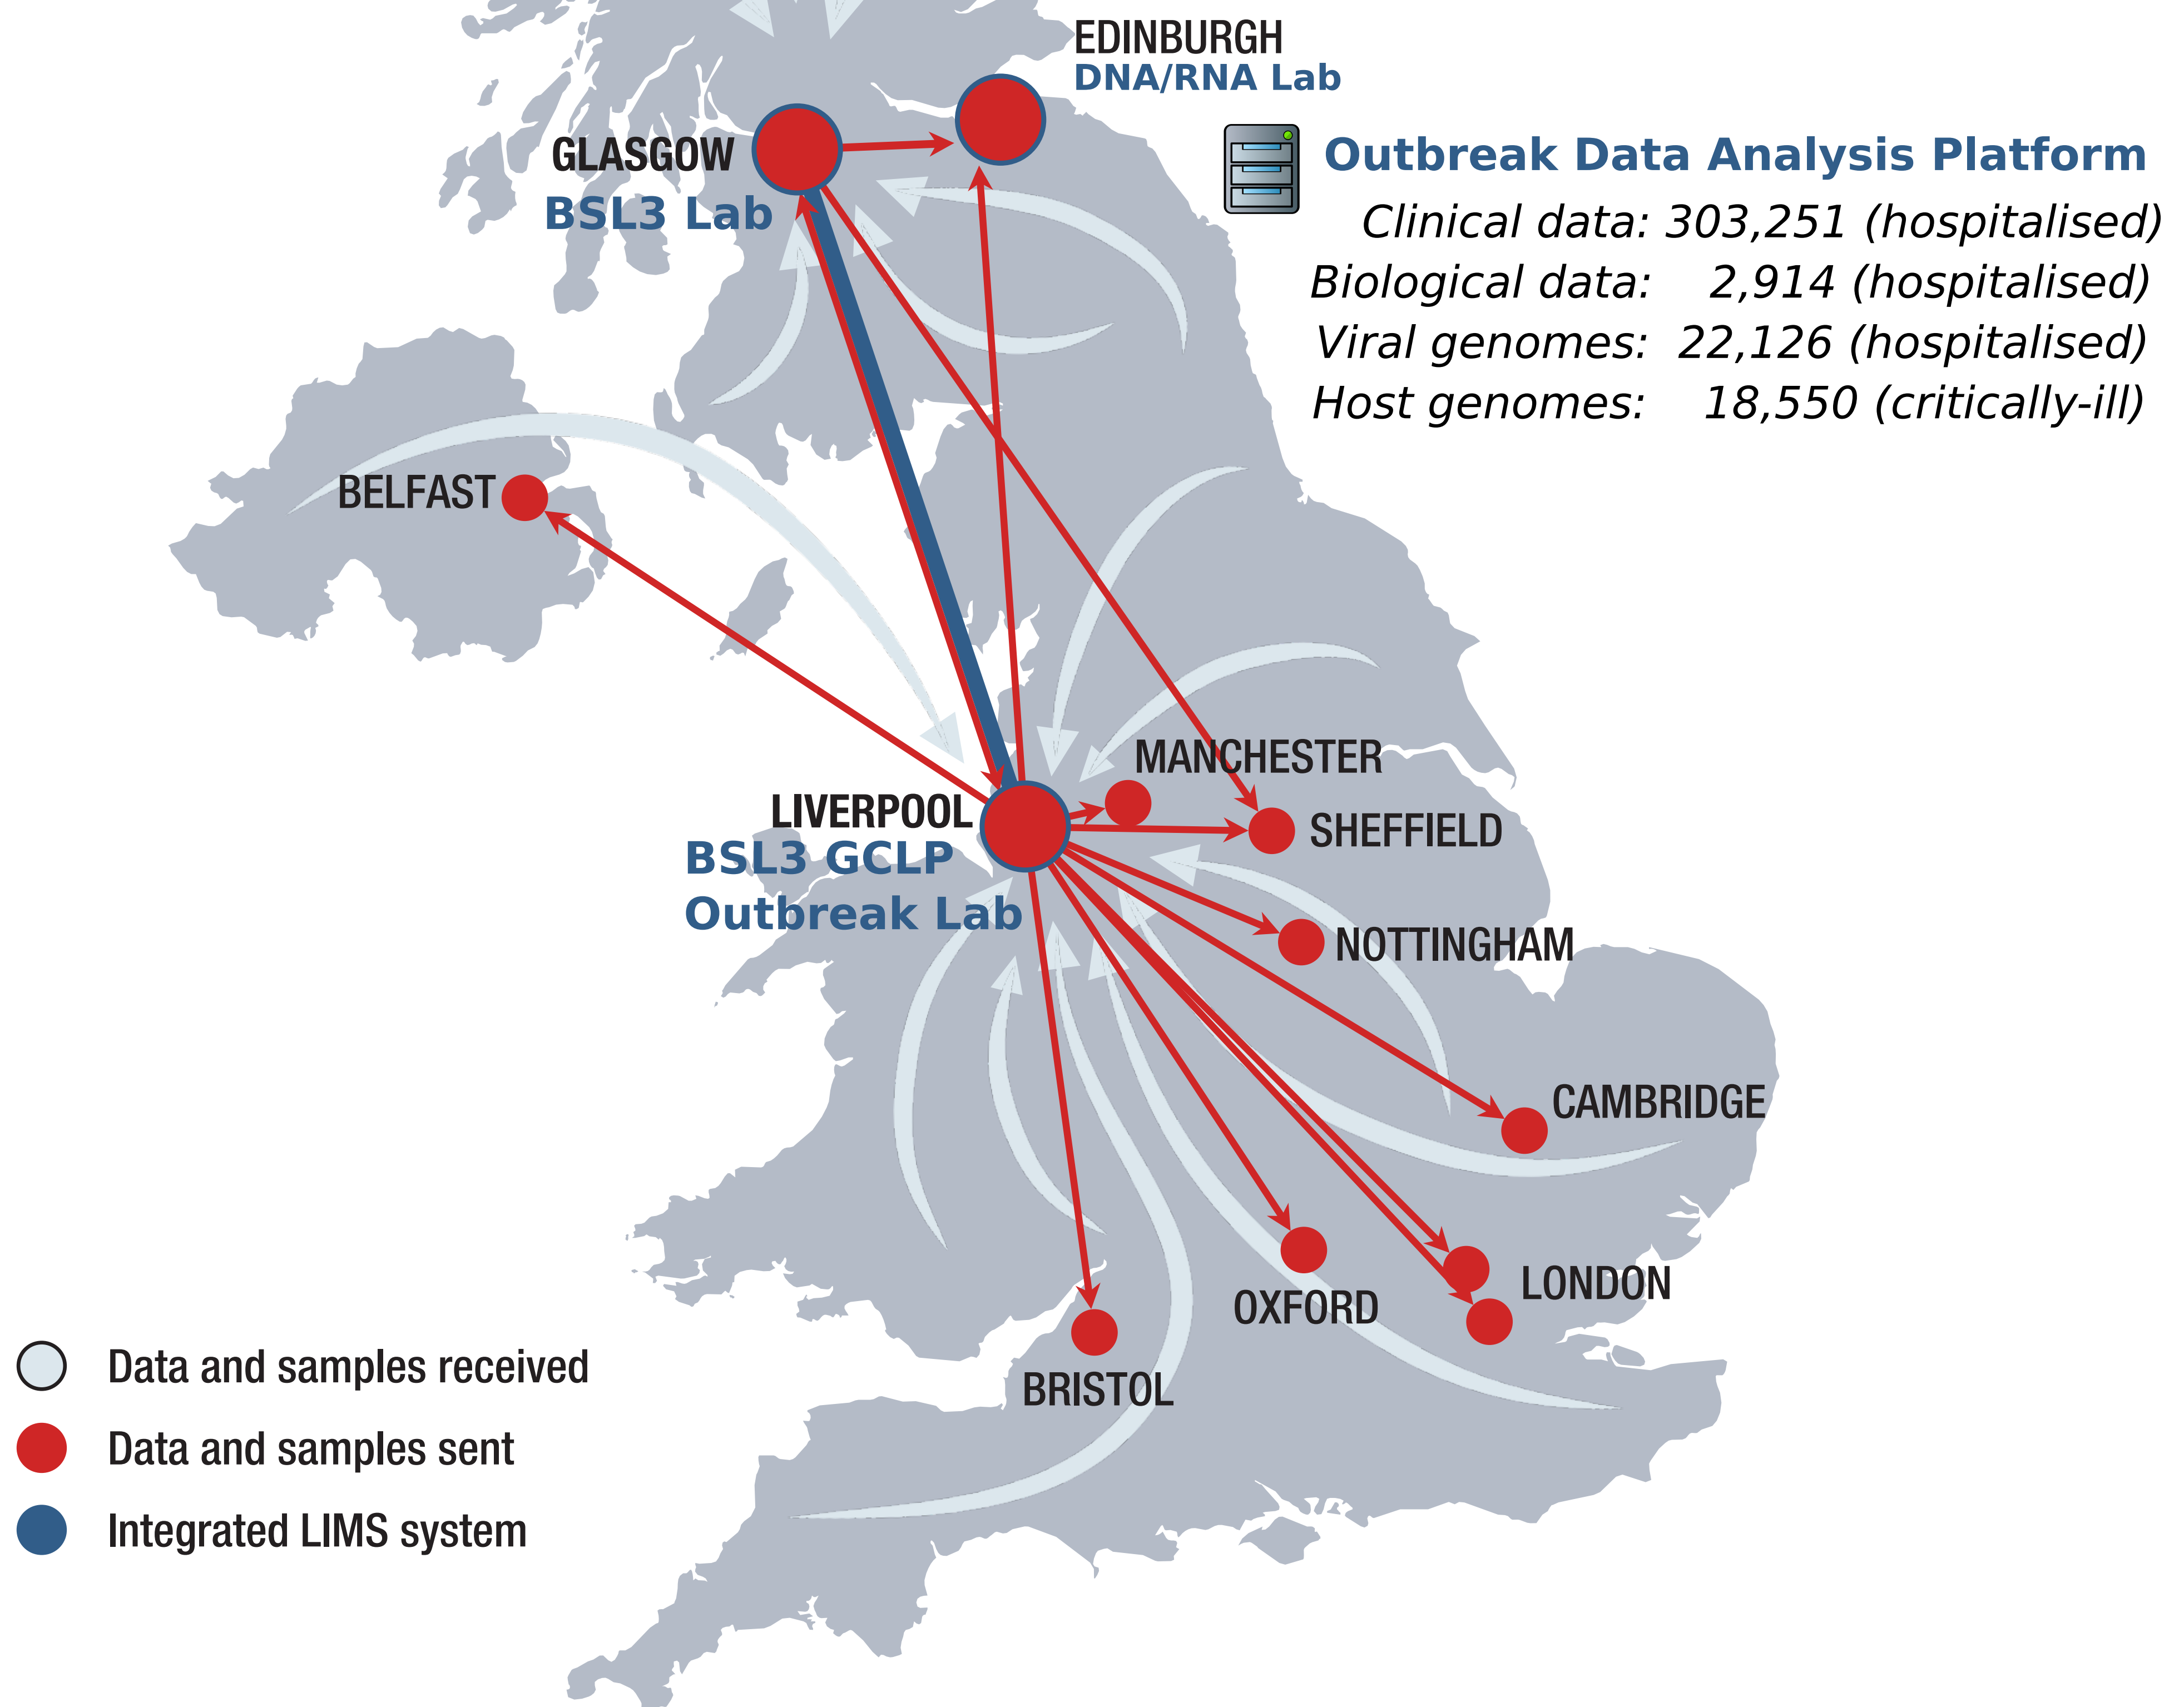 EDINBURGH
DNA/RNA Lab
GLASGOW
BSL3 Lab
Outbreak Data Analysis Platform
Clinical data: 303,251 (hospitalised)
Biological data: 2,914 (hospitalised)
Viral genomes: 22,126 (hospitalised)
Host genomes: 18,550 (critically-ill)
BELFAST
MANCHESTER
LIVERPOOL
BSL3 GCLP
Outbreak Lab
SHEFFIELD
NOTTINGHAM
CAMBRIDGE
LONDON
OXFORD
BRISTOL
Data and samples received
Data and samples sent
Integrated LIMS system